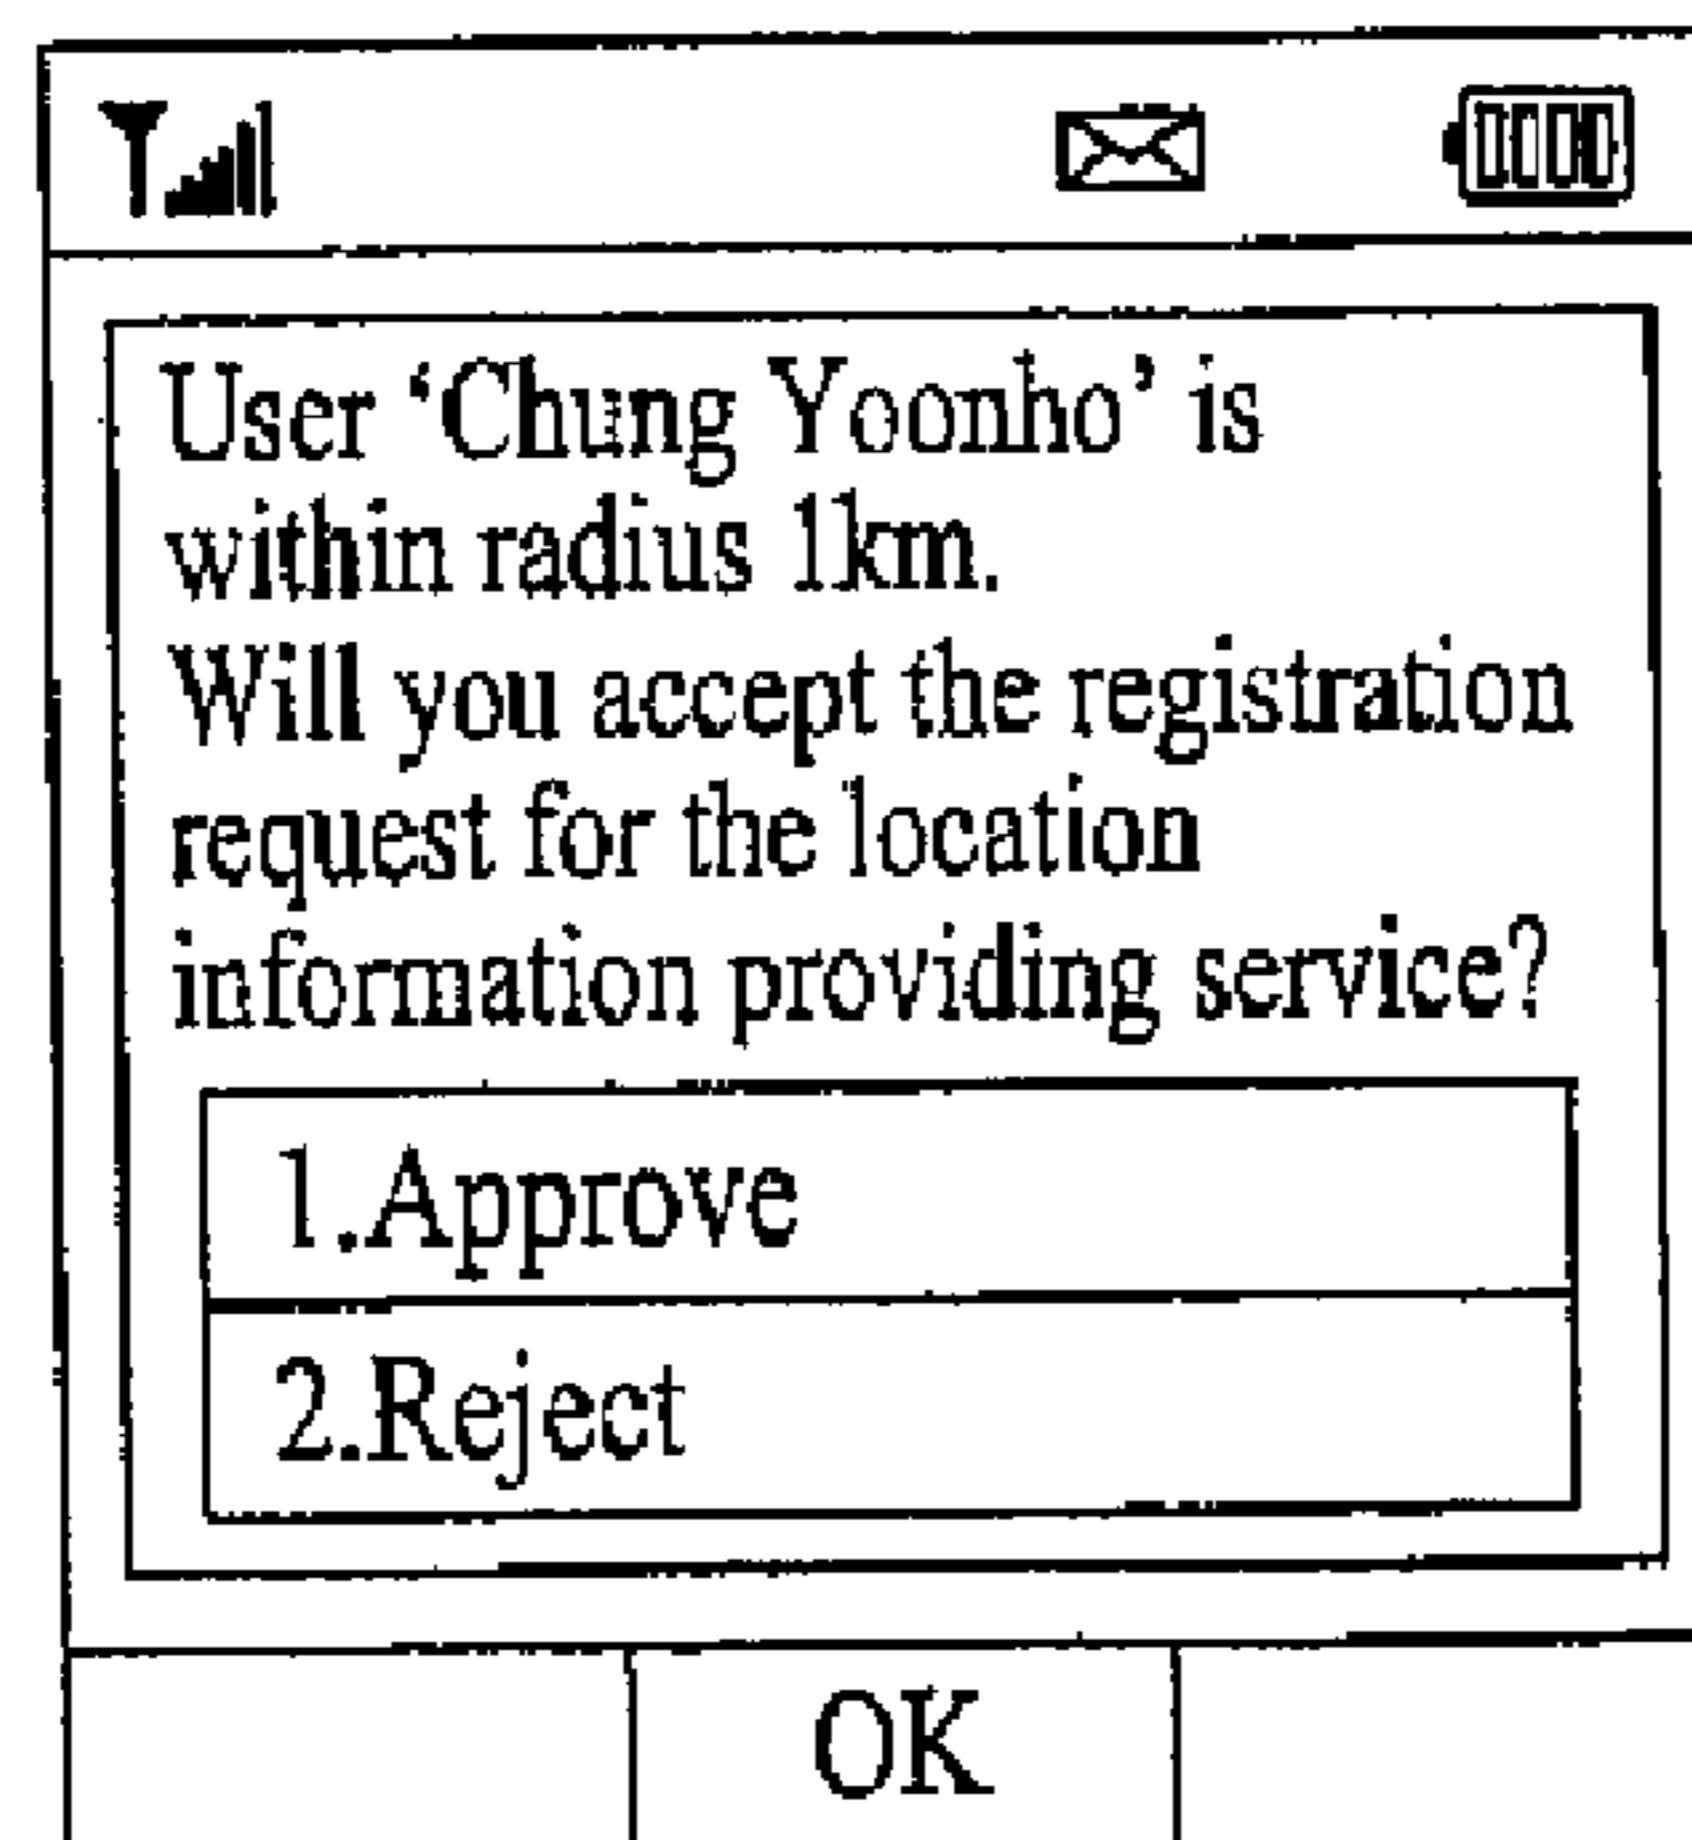 User ‘Chung Yoonho’ is
within radius 1km.
Will you accept the registration
request for the location
information providing service?
1.Approve
2.Reject
OK